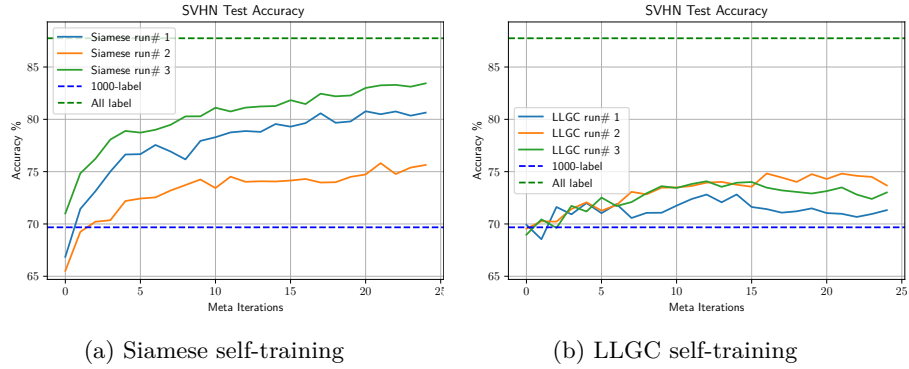 SVHN Test Accuracy
Accuracy %
85
80
75
70
65
Siamese run# 1
Siamese run# 2
Siamese run# 3
1000-label
All label
0 5 10 15 20 25
Meta Iterations
(a) Siamese self-training
SVHN Test Accuracy
Accuracy %
85
80
75
70
65
LLGC run# 1
LLGC run# 2
LLGC run# 3
1000-label
All label
0 5 10 15 20 25
Meta Iterations
(b) LLGC self-training